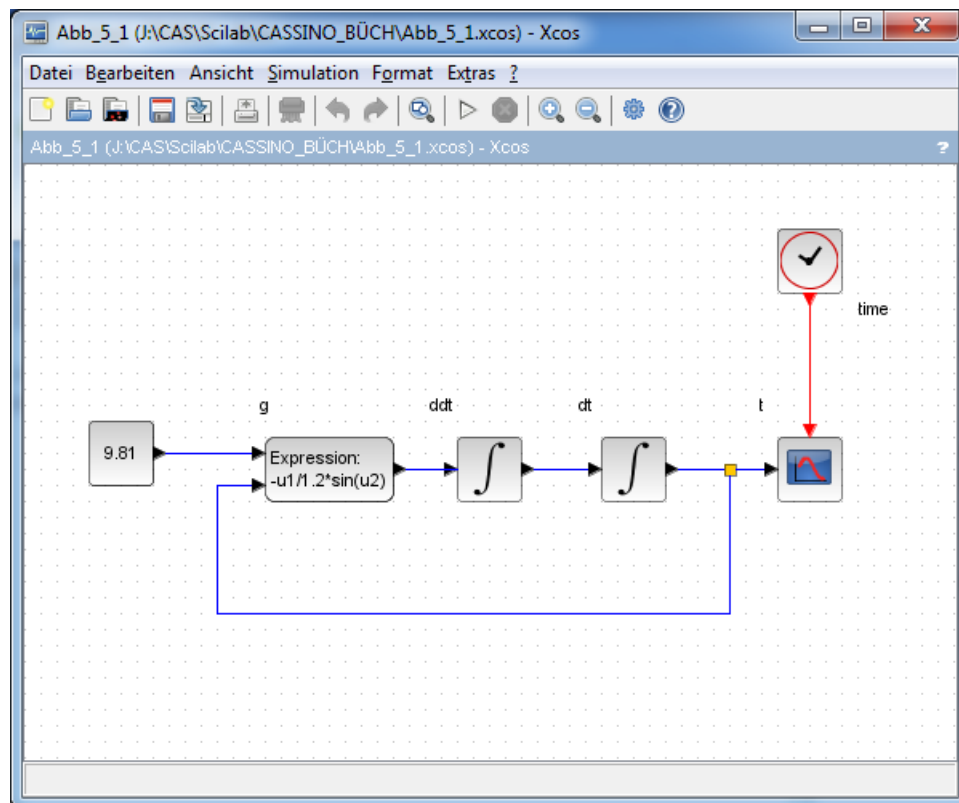 Abb_5_1 (J:\CAS\Scilab\CASSINO_BÜCH\Abb_5_1.xcos) - Xcos
Datei Bearbeiten Ansicht Simulation Format Extras ?
Abb_5_1 (J:\CAS\Scilab\CASSINO_BÜCH\Abb_5_1.xcos) - Xcos ?
time
g ddt dt t
9.81
Expression:
-u1/1.2*sin(u2)